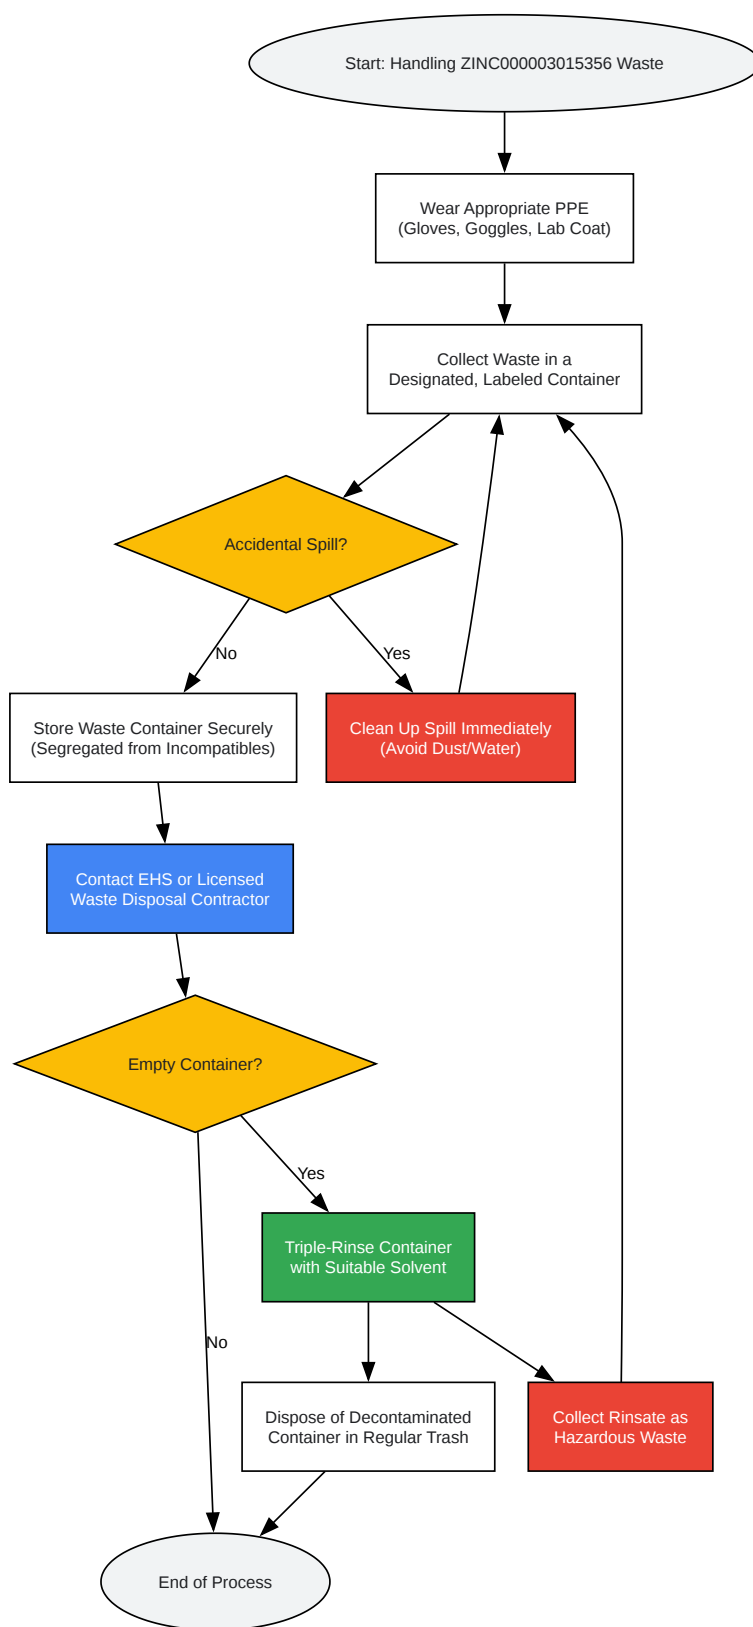 Start: Handling ZINC000003015356 Waste
Wear Appropriate PPE
(Gloves, Goggles, Lab Coat)
Collect Waste in a
Designated, Labeled Container
Accidental Spill?
No
Yes
Store Waste Container Securely
(Segregated from Incompatibles)
Clean Up Spill Immediately
(Avoid Dust/Water)
Contact EHS or Licensed
Waste Disposal Contractor
Empty Container?
Yes
Triple-Rinse Container
with Suitable Solvent
No
Dispose of Decontaminated
Container in Regular Trash
Collect Rinsate as
Hazardous Waste
End of Process